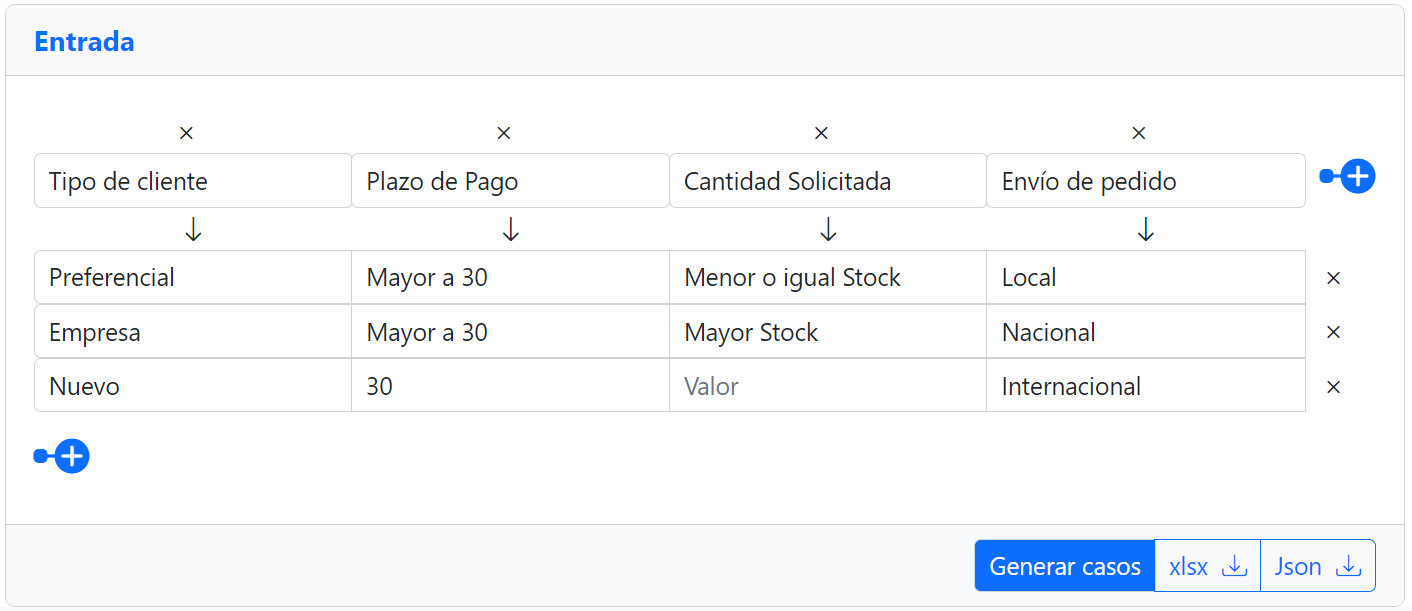 Entrada
Tipo de cliente Plazo de Pago Cantidad Solicitada Envío de pedido
Preferencial Mayor a 30 Menor o igual Stock Local
Empresa Mayor a 30 Mayor Stock Nacional
Nuevo 30 Valor Internacional
Generar casos xlsx Json